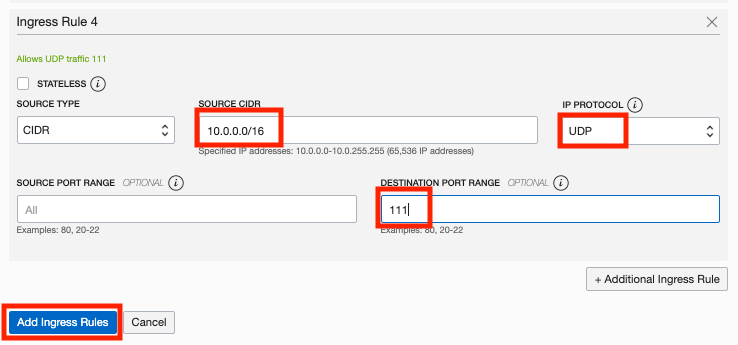 Ingress Rule 4
Allows UDP traffic 111
STATELESS i
SOURCE TYPE
SOURCE CIDR
IP PROTOCOL i
CIDR
10.0.0.0/16
UDP
Specified IP addresses: 10.0.0.0-10.0.255.255 (65,536 IP addresses)
SOURCE PORT RANGE OPTIONAL i
DESTINATION PORT RANGE OPTIONAL i
All
111
Examples: 80, 20-22
Examples: 80, 20-22
+ Additional Ingress Rule
Add Ingress Rules
Cancel